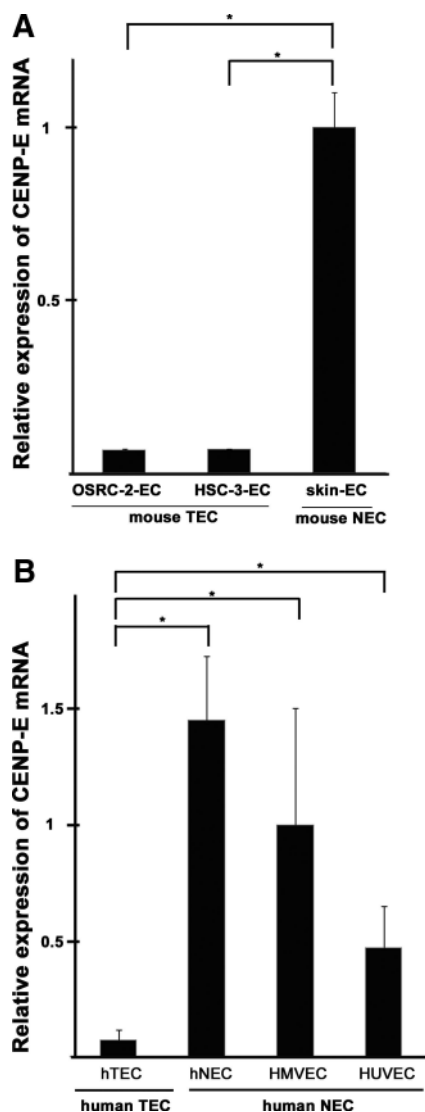 A
*
*
Relative expression of CENP-E mRNA
1
0.5
OSRC-2-EC HSC-3-EC skin-EC
mouse TEC mouse NEC
B
*
*
*
Relative expression of CENP-E mRNA
1.5
1
0.5
hTEC hNEC HMVEC HUVEC
human TEC human NEC